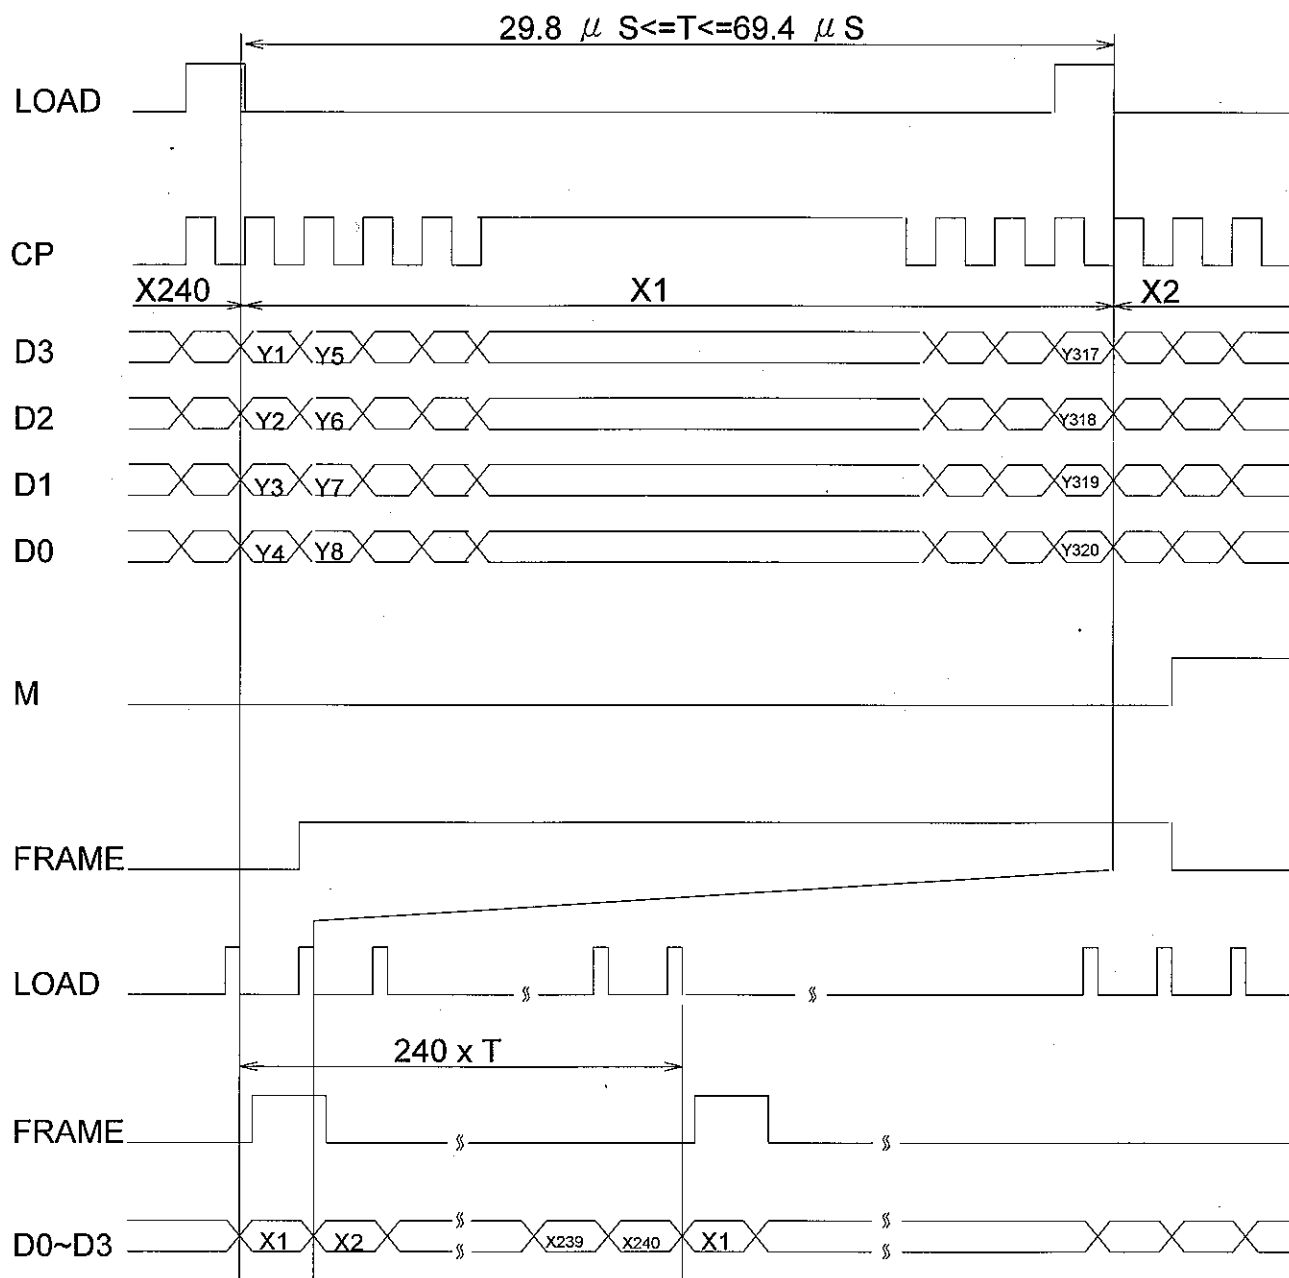 29.8 μ S<=T<=69.4 μ S
LOAD
CP
X240 X1 X2
D3 Y1 Y5 Y317
D2 Y2 Y6 Y318
D1 Y3 Y7 Y319
D0 Y4 Y8 Y320
M
FRAME
LOAD
240 x T
FRAME
D0~D3 X1 X2 X239 X240 X1